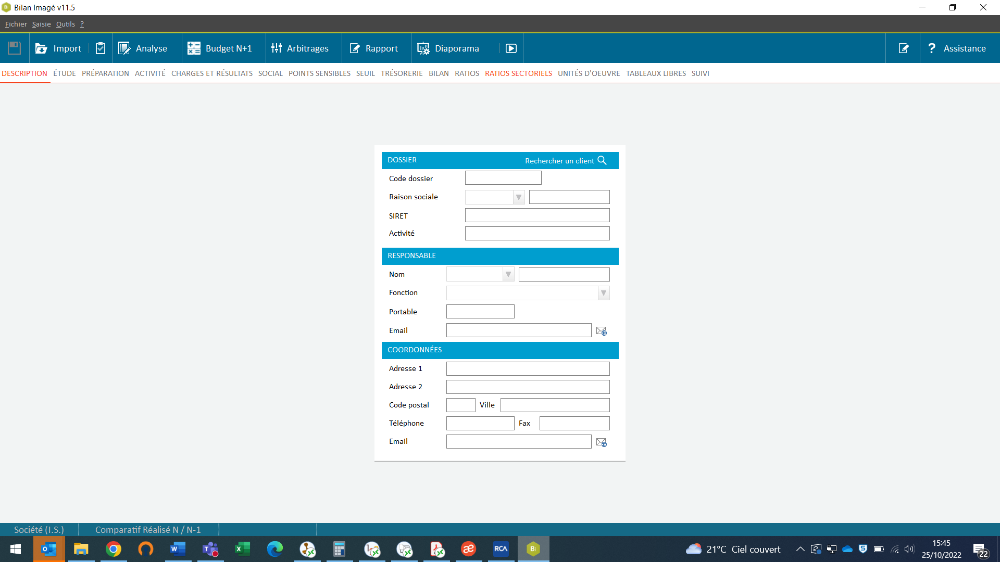 Bilan Imagé v11.5
Fichier Saisie Outils ?
Import Analyse Budget N+1 Arbitrages Rapport Diaporama ? Assistance
DESCRIPTION ÉTUDE PRÉPARATION ACTIVITÉ CHARGES ET RÉSULTATS SOCIAL POINTS SENSIBLES SEUIL TRÉSORERIE BILAN RATIOS RATIOS SECTORIELS UNITÉS D'OEUVRE TABLEAUX LIBRES SUIVI
DOSSIER Rechercher un client
Code dossier
Raison sociale
SIRET
Activité
RESPONSABLE
Nom
Fonction
Portable
Email
COORDONNÉES
Adresse 1
Adresse 2
Code postal Ville
Téléphone Fax
Email
Société (I.S.) Comparatif Réalisé N / N-1
RCA
21°C Ciel couvert
15:45
25/10/2022
22